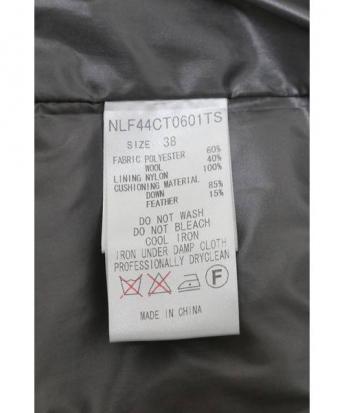 NLF44CT0601TS
SIZE 38
FABRIC POLYESTER 60%
WOOL 40%
LINING NYLON 100%
CUSHIONING MATERIAL
DOWN 85%
FEATHER 15%
DO NOT WASH
DO NOT BLEACH
COOL IRON
IRON UNDER DAMP CLOTH
PROFESSIONALLY DRYCLEAN
F
MADE IN CHINA